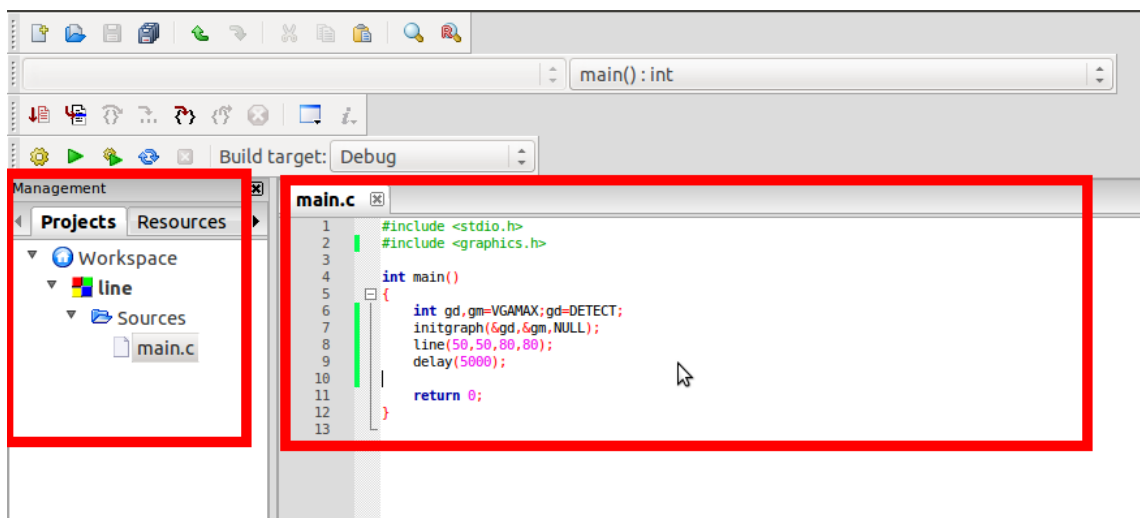 main() : int
Build target: Debug
Management
Projects Resources
Workspace
line
Sources
main.c
main.c
1 #include <stdio.h>
2 #include <graphics.h>
3
4 int main()
5 {
6 int gd,gm=VGAMAX;gd=DETECT;
7 initgraph(&gd,&gm,NULL);
8 line(50,50,80,80);
9 delay(5000);
10
11 return 0;
12 }
13